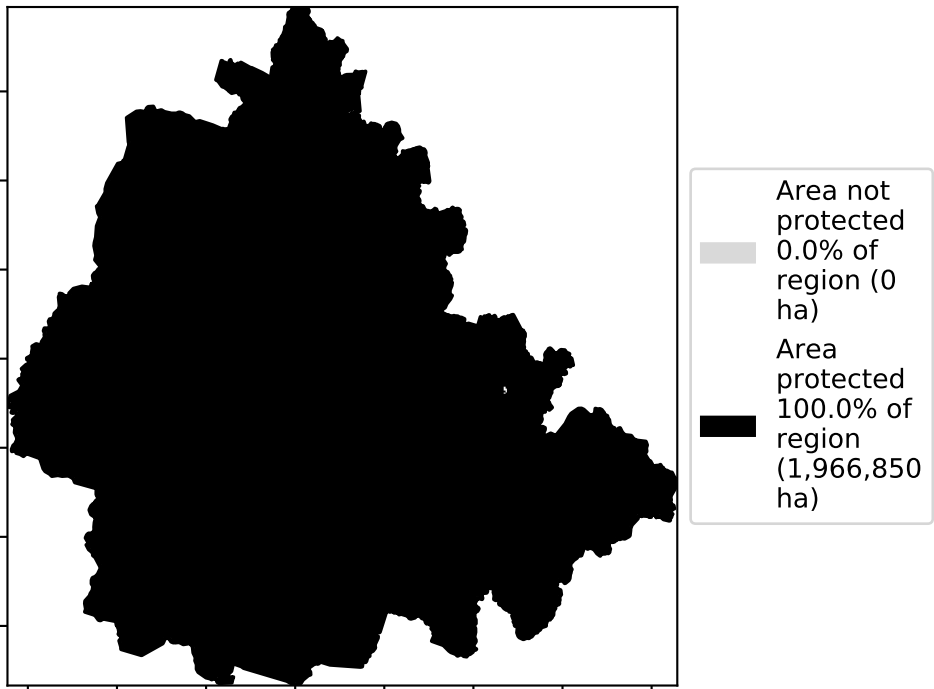 Area not
protected
0.0% of
region (0
ha)
Area
protected
100.0% of
region
(1,966,850
ha)